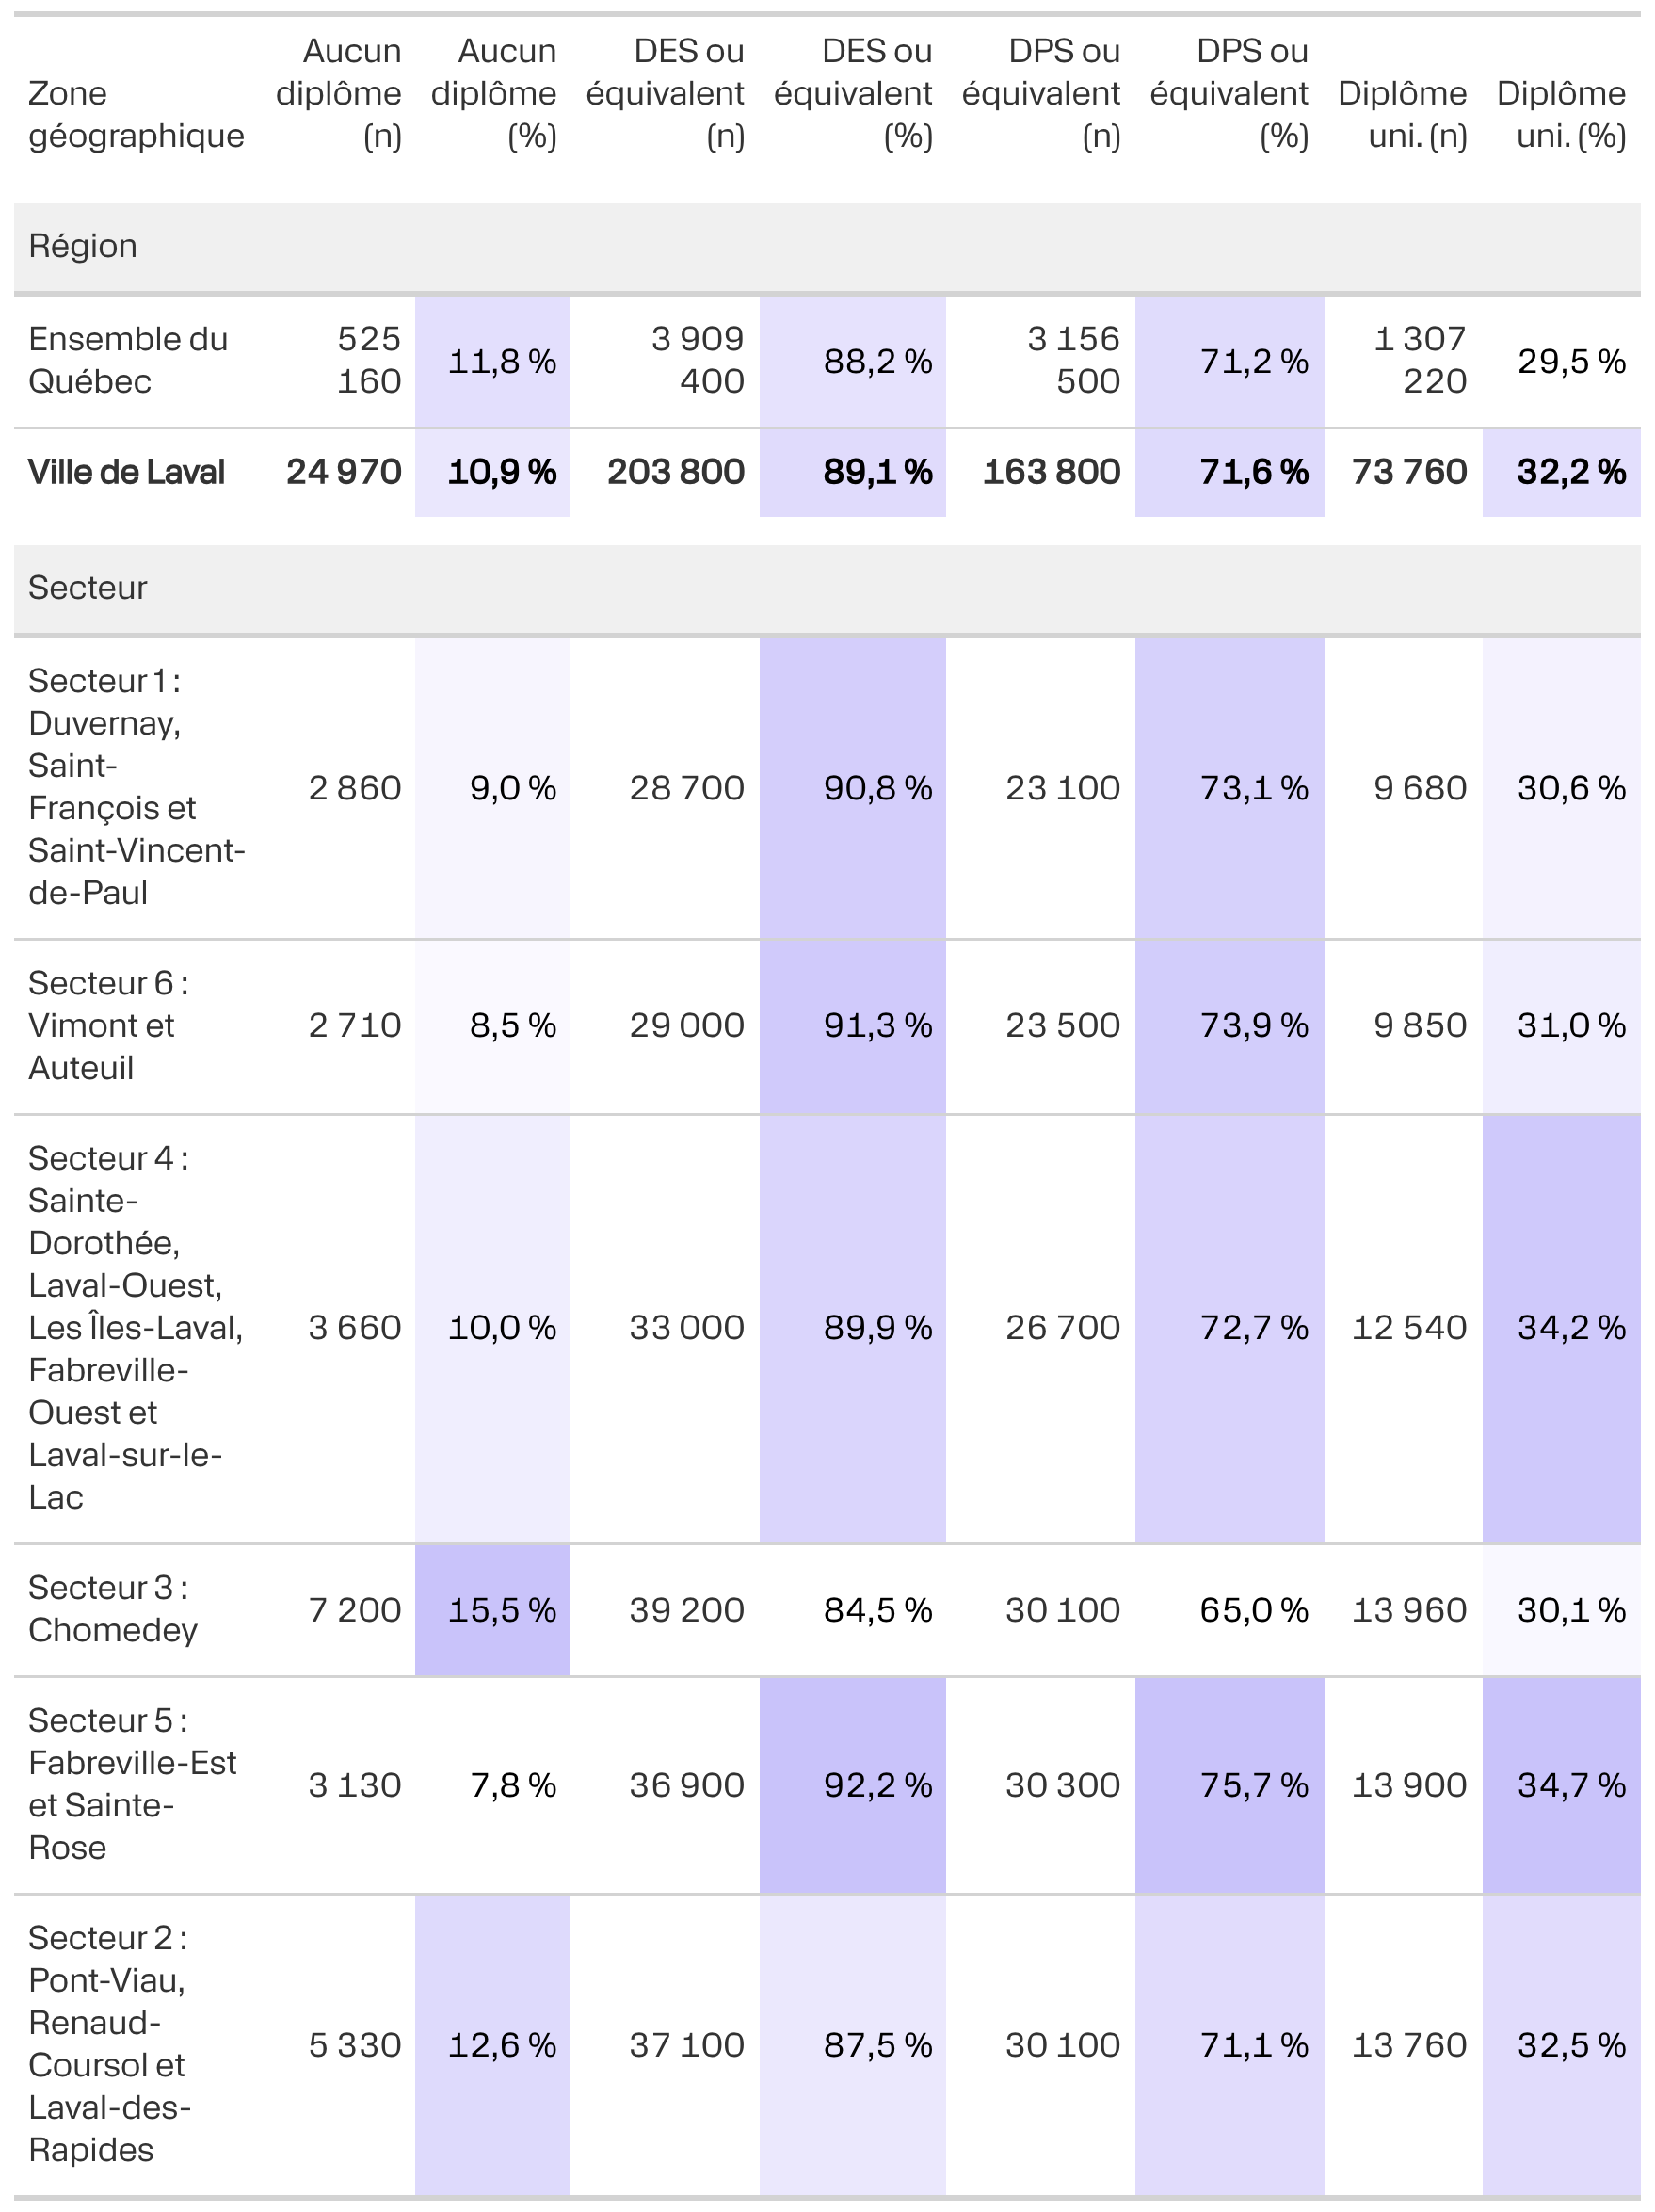 Zone géographique	Aucun diplôme (n)	Aucun diplôme (%)	DES ou équivalent (n)	DES ou équivalent (%)	DPS ou équivalent (n)	DPS ou équivalent (%)	Diplôme uni. (n)	Diplôme uni. (%)
Région
Ensemble du Québec	525 160	11,8 %	3 909 400	88,2 %	3 156 500	71,2 %	1 307 220	29,5 %
Ville de Laval	24 970	10,9 %	203 800	89,1 %	163 800	71,6 %	73 760	32,2 %
Secteur
Secteur 1 : Duvernay, Saint-François et Saint-Vincent-de-Paul	2 860	9,0 %	28 700	90,8 %	23 100	73,1 %	9 680	30,6 %
Secteur 6 : Vimont et Auteuil	2 710	8,5 %	29 000	91,3 %	23 500	73,9 %	9 850	31,0 %
Secteur 4 : Sainte-Dorothée, Laval-Ouest, Les Îles-Laval, Fabreville-Ouest et Laval-sur-le-Lac	3 660	10,0 %	33 000	89,9 %	26 700	72,7 %	12 540	34,2 %
Secteur 3 : Chomedey	7 200	15,5 %	39 200	84,5 %	30 100	65,0 %	13 960	30,1 %
Secteur 5 : Fabreville-Est et Sainte-Rose	3 130	7,8 %	36 900	92,2 %	30 300	75,7 %	13 900	34,7 %
Secteur 2 : Pont-Viau, Renaud-Coursol et Laval-des-Rapides	5 330	12,6 %	37 100	87,5 %	30 100	71,1 %	13 760	32,5 %